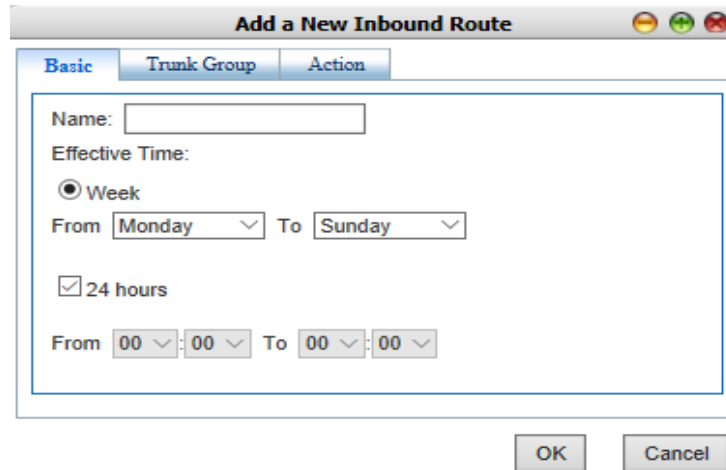 Add a New Inbound Route
Basic Trunk Group Action
Name:
Effective Time:
Week
From Monday To Sunday
24 hours
From 00 : 00 To 00 : 00
OK Cancel